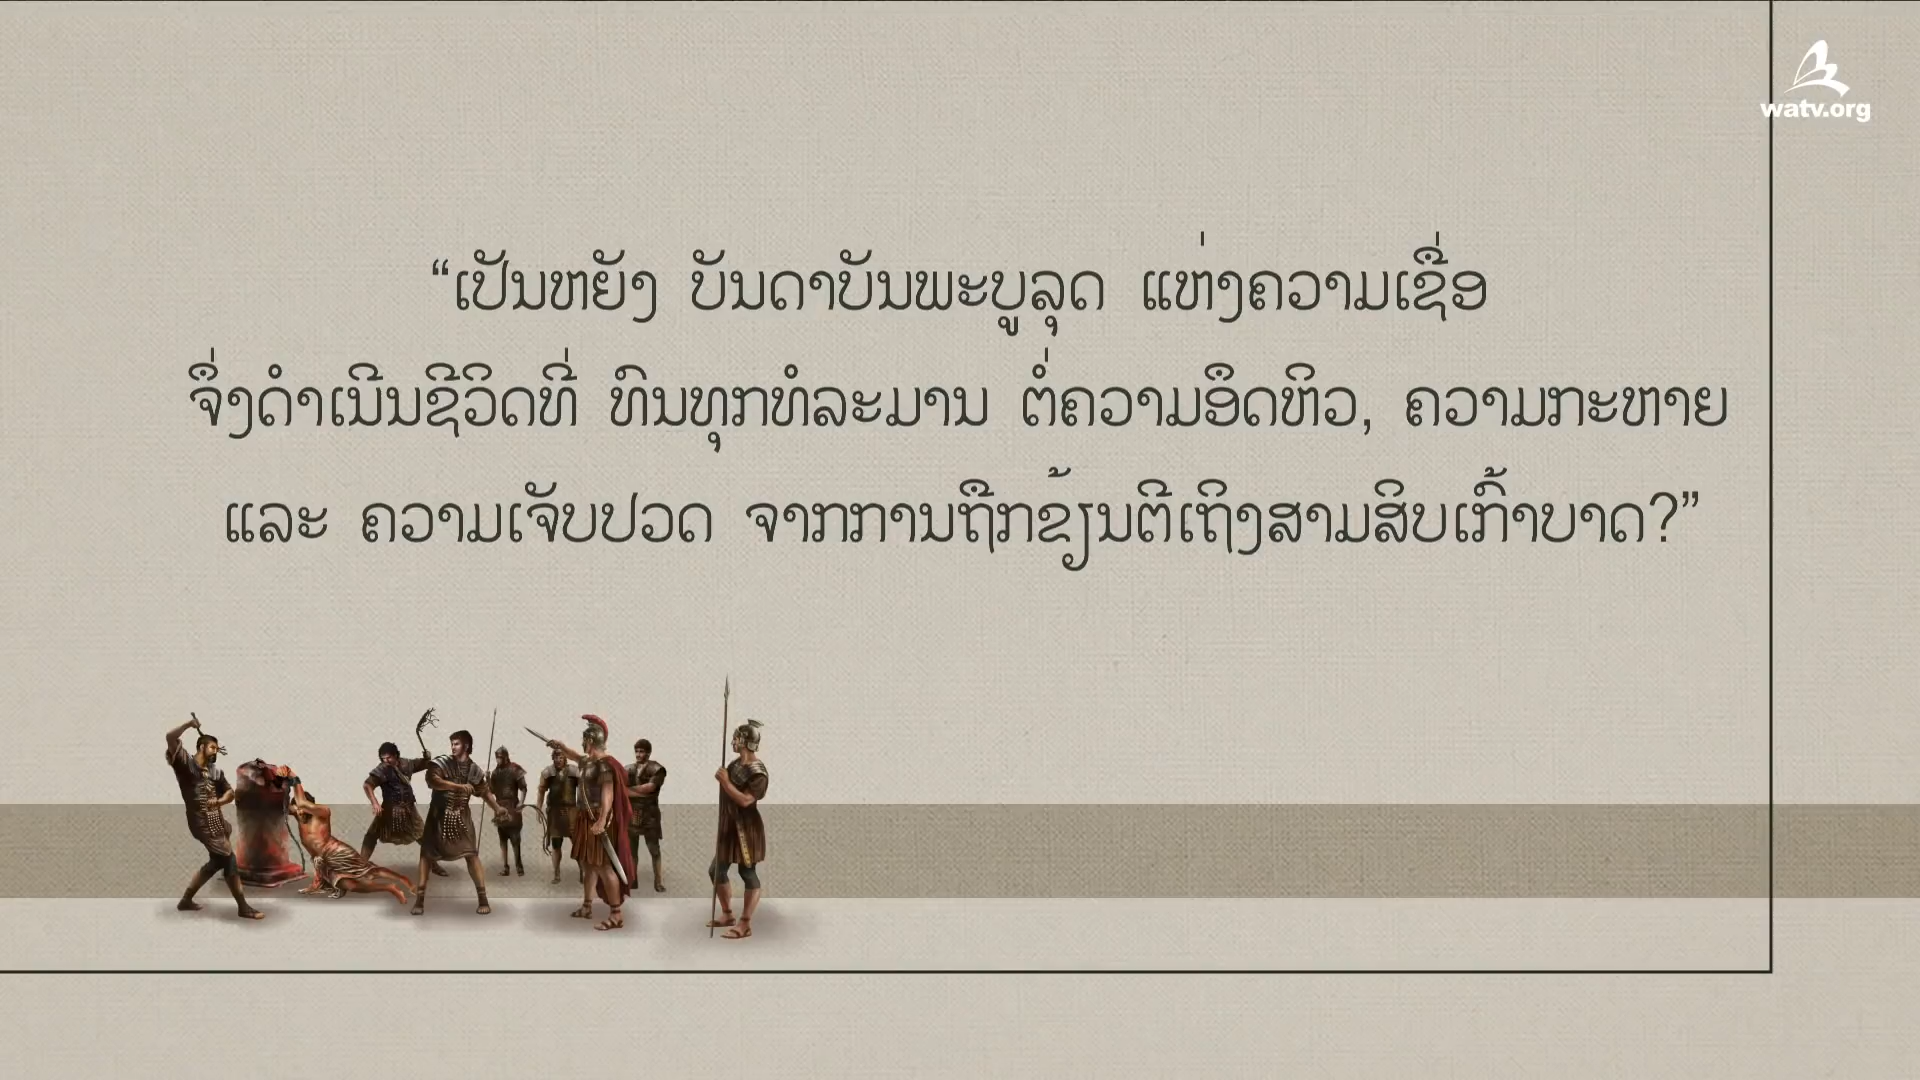 watv.org
“ເປັນຫຍັງ ບັນດາບັນພະບູລຸດ ແຫ່ງຄວາມເຊື່ອ
ຈຶ່ງດຳເນີນຊີວິດທີ່ ທົນທຸກທໍລະມານ ຕໍ່ຄວາມອຶດຫິວ, ຄວາມກະຫາຍ
ແລະ ຄວາມເຈັບປວດ ຈາກການຖືກຂ້ຽນຕີເຖິງສາມສິບເກົ້າບາດ?”